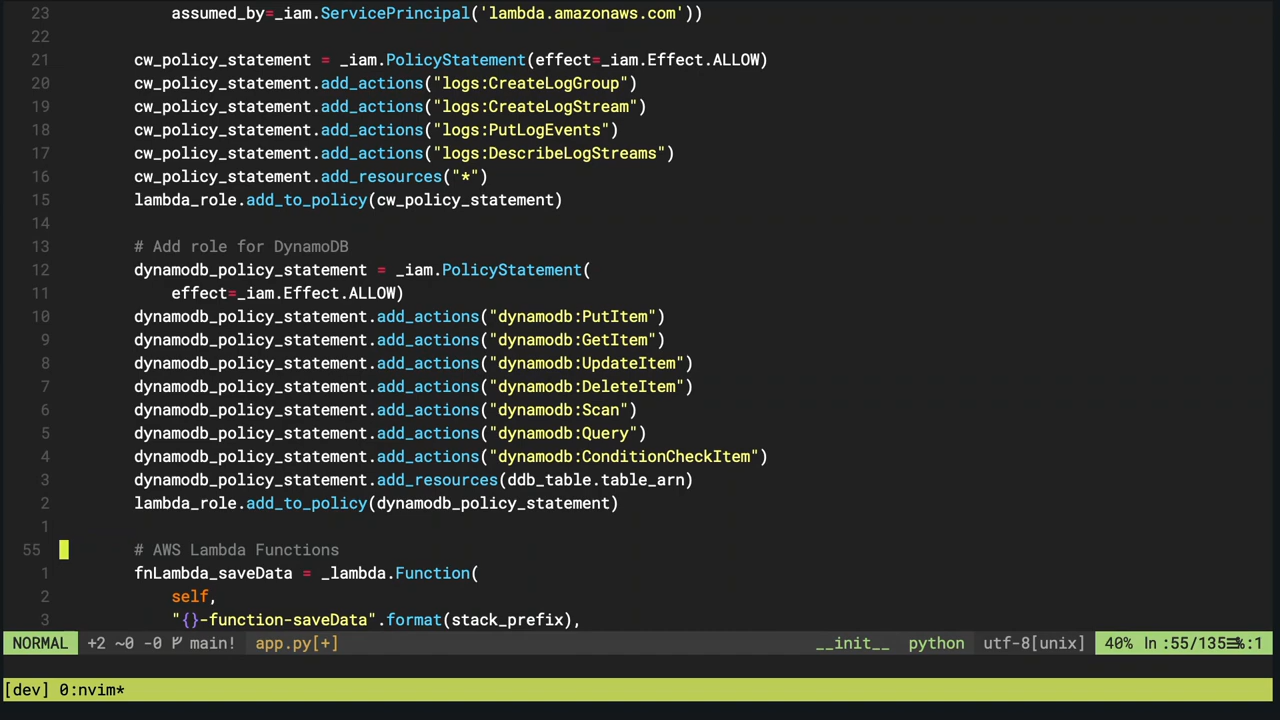 23             assumed_by=_iam.ServicePrincipal('lambda.amazonaws.com'))
22
21         cw_policy_statement = _iam.PolicyStatement(effect=_iam.Effect.ALLOW)
20         cw_policy_statement.add_actions("logs:CreateLogGroup")
19         cw_policy_statement.add_actions("logs:CreateLogStream")
18         cw_policy_statement.add_actions("logs:PutLogEvents")
17         cw_policy_statement.add_actions("logs:DescribeLogStreams")
16         cw_policy_statement.add_resources("*")
15         lambda_role.add_to_policy(cw_policy_statement)
14
13         # Add role for DynamoDB
12         dynamodb_policy_statement = _iam.PolicyStatement(
11             effect=_iam.Effect.ALLOW)
10         dynamodb_policy_statement.add_actions("dynamodb:PutItem")
9         dynamodb_policy_statement.add_actions("dynamodb:GetItem")
8         dynamodb_policy_statement.add_actions("dynamodb:UpdateItem")
7         dynamodb_policy_statement.add_actions("dynamodb:DeleteItem")
6         dynamodb_policy_statement.add_actions("dynamodb:Scan")
5         dynamodb_policy_statement.add_actions("dynamodb:Query")
4         dynamodb_policy_statement.add_actions("dynamodb:ConditionCheckItem")
3         dynamodb_policy_statement.add_resources(ddb_table.table_arn)
2         lambda_role.add_to_policy(dynamodb_policy_statement)
1
55         # AWS Lambda Functions
1         fnLambda_saveData = _lambda.Function(
2             self,
3             "{}-function-saveData".format(stack_prefix),
NORMAL +2 ~0 -0 main! app.py[+] __init__ python utf-8[unix] 40% ln :55/135 :1
[dev] 0:nvim*